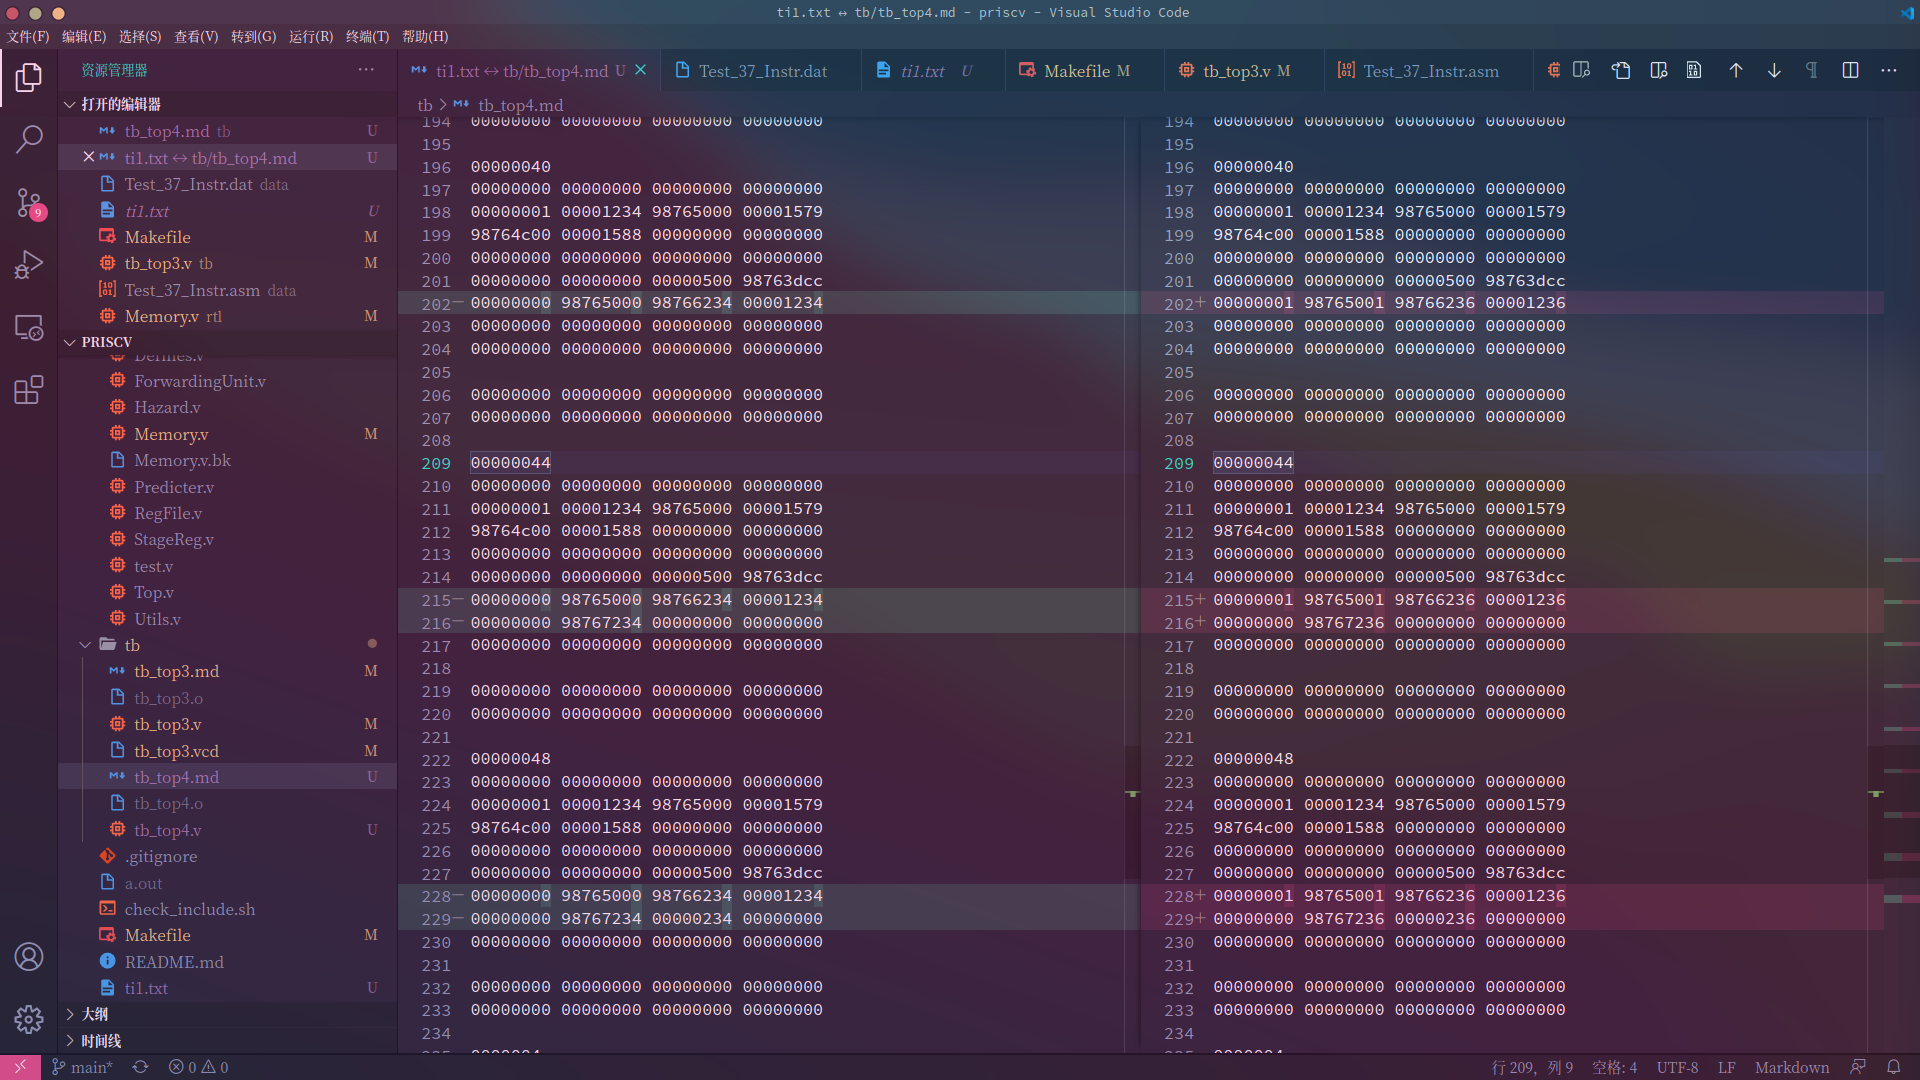 ti1.txt ↔ tb/tb_top4.md - priscv - Visual Studio Code
文件(F) 编辑(E) 选择(S) 查看(V) 转到(G) 运行(R) 终端(T) 帮助(H)
资源管理器
ti1.txt ↔ tb/tb_top4.md U
Test_37_Instr.dat
ti1.txt U
Makefile M
tb_top3.v M
Test_37_Instr.asm
打开的编辑器
tb_top4.md tb U
ti1.txt ↔ tb/tb_top4.md U
Test_37_Instr.dat data
ti1.txt U
Makefile M
tb_top3.v tb M
Test_37_Instr.asm data
Memory.v rtl M
PRISCV
Defines.v
ForwardingUnit.v
Hazard.v
Memory.v M
Memory.v.bk
Predicter.v
RegFile.v
StageReg.v
test.v
Top.v
Utils.v
tb
tb_top3.md M
tb_top3.o
tb_top3.v M
tb_top3.vcd M
tb_top4.md U
tb_top4.o
tb_top4.v U
.gitignore
a.out
check_include.sh
Makefile M
README.md
ti1.txt U
大纲
时间线
9
tb > tb_top4.md
194 00000000 00000000 00000000 00000000
195
196 00000040
197 00000000 00000000 00000000 00000000
198 00000001 00001234 98765000 00001579
199 98764c00 00001588 00000000 00000000
200 00000000 00000000 00000000 00000000
201 00000000 00000000 00000500 98763dcc
202− 00000000 98765000 98766234 00001234
203 00000000 00000000 00000000 00000000
204 00000000 00000000 00000000 00000000
205
206 00000000 00000000 00000000 00000000
207 00000000 00000000 00000000 00000000
208
209 00000044
210 00000000 00000000 00000000 00000000
211 00000001 00001234 98765000 00001579
212 98764c00 00001588 00000000 00000000
213 00000000 00000000 00000000 00000000
214 00000000 00000000 00000500 98763dcc
215− 00000000 98765000 98766234 00001234
216− 00000000 98767234 00000000 00000000
217 00000000 00000000 00000000 00000000
218
219 00000000 00000000 00000000 00000000
220 00000000 00000000 00000000 00000000
221
222 00000048
223 00000000 00000000 00000000 00000000
224 00000001 00001234 98765000 00001579
225 98764c00 00001588 00000000 00000000
226 00000000 00000000 00000000 00000000
227 00000000 00000000 00000500 98763dcc
228− 00000000 98765000 98766234 00001234
229− 00000000 98767234 00000234 00000000
230 00000000 00000000 00000000 00000000
231
232 00000000 00000000 00000000 00000000
233 00000000 00000000 00000000 00000000
234
194 00000000 00000000 00000000 00000000
195
196 00000040
197 00000000 00000000 00000000 00000000
198 00000001 00001234 98765000 00001579
199 98764c00 00001588 00000000 00000000
200 00000000 00000000 00000000 00000000
201 00000000 00000000 00000500 98763dcc
202+ 00000001 98765001 98766236 00001236
203 00000000 00000000 00000000 00000000
204 00000000 00000000 00000000 00000000
205
206 00000000 00000000 00000000 00000000
207 00000000 00000000 00000000 00000000
208
209 00000044
210 00000000 00000000 00000000 00000000
211 00000001 00001234 98765000 00001579
212 98764c00 00001588 00000000 00000000
213 00000000 00000000 00000000 00000000
214 00000000 00000000 00000500 98763dcc
215+ 00000001 98765001 98766236 00001236
216+ 00000000 98767236 00000000 00000000
217 00000000 00000000 00000000 00000000
218
219 00000000 00000000 00000000 00000000
220 00000000 00000000 00000000 00000000
221
222 00000048
223 00000000 00000000 00000000 00000000
224 00000001 00001234 98765000 00001579
225 98764c00 00001588 00000000 00000000
226 00000000 00000000 00000000 00000000
227 00000000 00000000 00000500 98763dcc
228+ 00000001 98765001 98766236 00001236
229+ 00000000 98767236 00000236 00000000
230 00000000 00000000 00000000 00000000
231
232 00000000 00000000 00000000 00000000
233 00000000 00000000 00000000 00000000
234
main* 0 0 行 209, 列 9 空格: 4 UTF-8 LF Markdown